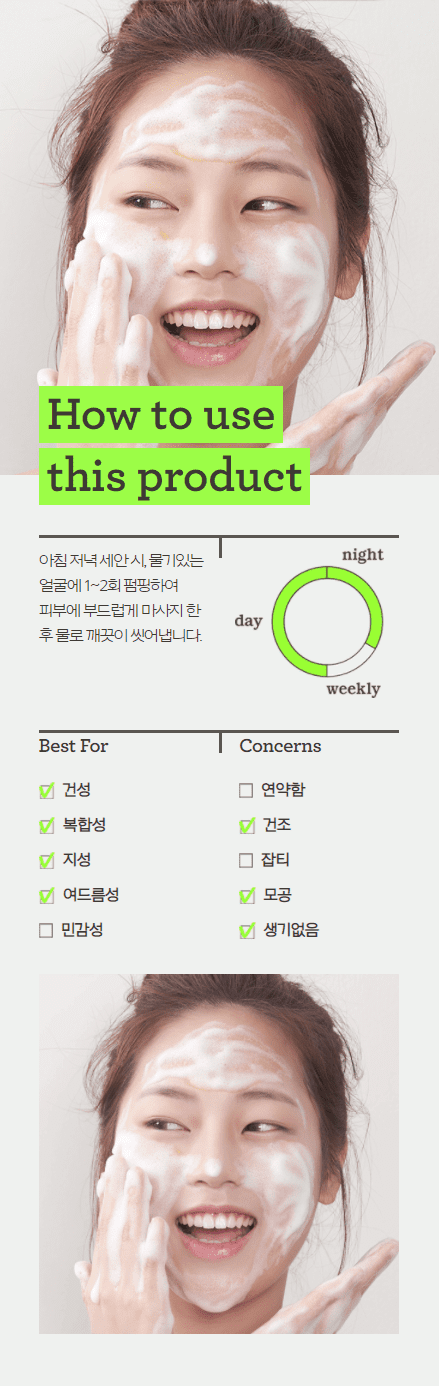 How to use
this product
아침 저녁 세안 시, 물기있는
얼굴에 1~2회 펌핑하여
피부에 부드럽게 마사지 한
후 물로 깨끗이 씻어냅니다.
night
day
weekly
Best For
건성
복합성
지성
여드름성
민감성
Concerns
연약함
건조
잡티
모공
생기없음